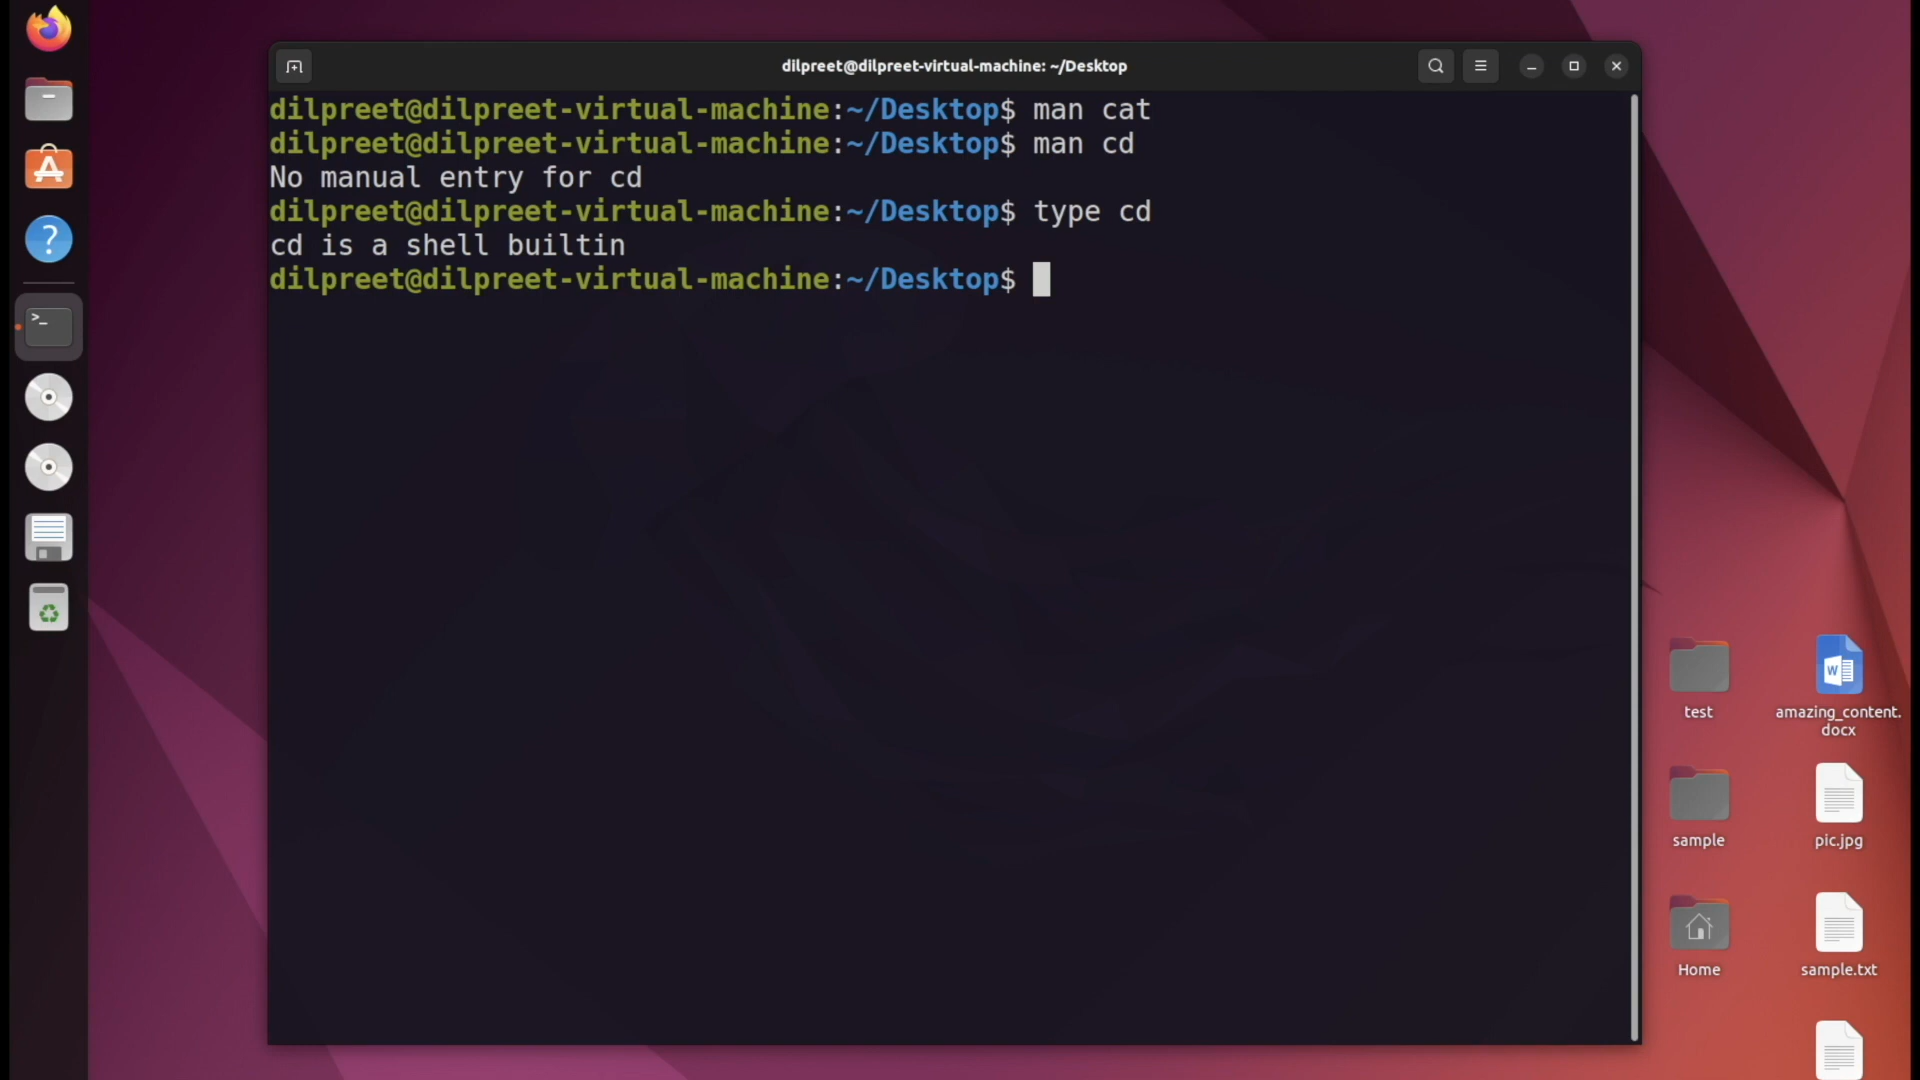 dilpreet@dilpreet-virtual-machine: ~/Desktop
dilpreet@dilpreet-virtual-machine:~/Desktop$ man cat
dilpreet@dilpreet-virtual-machine:~/Desktop$ man cd
No manual entry for cd
dilpreet@dilpreet-virtual-machine:~/Desktop$ type cd
cd is a shell builtin
dilpreet@dilpreet-virtual-machine:~/Desktop$
test
amazing_content.
docx
sample
pic.jpg
Home
sample.txt